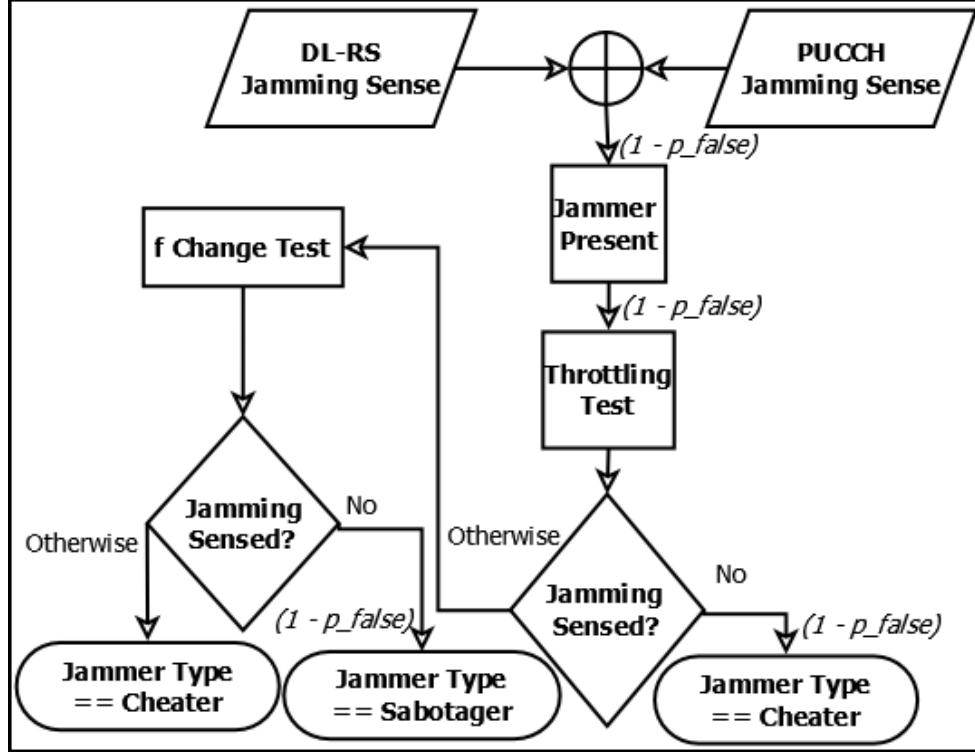 DL-RS
Jamming Sense
PUCCH
Jamming Sense
(1 - p_false)
Jammer
Present
(1 - p_false)
f Change Test
Throttling
Test
Jamming
Sensed?
Otherwise
No
(1 - p_false)
Jamming
Sensed?
Otherwise
No
(1 - p_false)
Jammer Type
== Cheater
Jammer Type
== Sabotager
Jammer Type
== Cheater